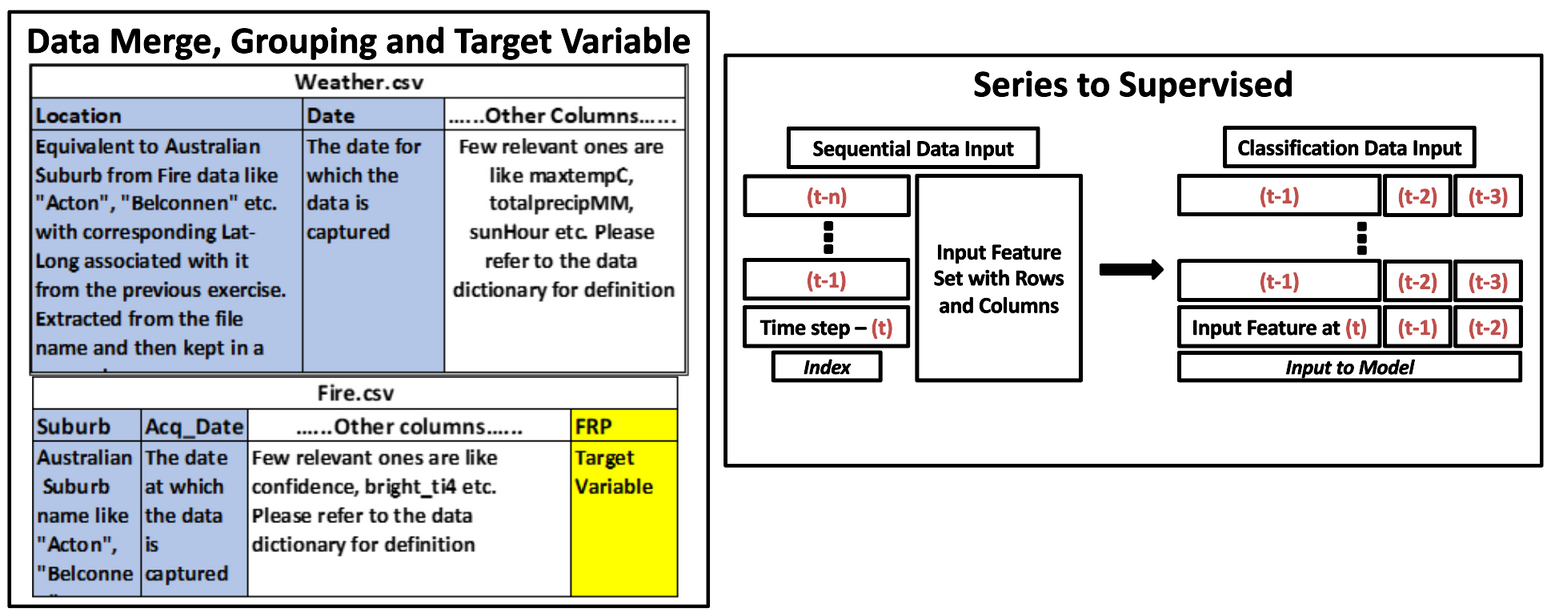 Data Merge, Grouping and Target Variable
Weather.csv
Location
Date
......Other Columns......
Equivalent to Australian
Suburb from Fire data like
"Acton", "Belconnen" etc.
with corresponding Lat-
Long associated with it
from the previous exercise.
Extracted from the file
name and then kept in a
The date for
which the
data is
captured
Few relevant ones are
like maxtempC,
totalprecipMM,
sunHour etc. Please
refer to the data
dictionary for definition
Fire.csv
Suburb
Acq_Date
......Other columns......
FRP
Australian
Suburb
name like
"Acton",
"Belconne
The date
at which
the data
is
captured
Few relevant ones are like
confidence, bright_ti4 etc.
Please refer to the data
dictionary for definition
Target
Variable
Series to Supervised
Sequential Data Input
(t-n)
(t-1)
Time step – (t)
Index
Input Feature
Set with Rows
and Columns
Classification Data Input
(t-1) (t-2) (t-3)
(t-1) (t-2) (t-3)
Input Feature at (t) (t-1) (t-2)
Input to Model